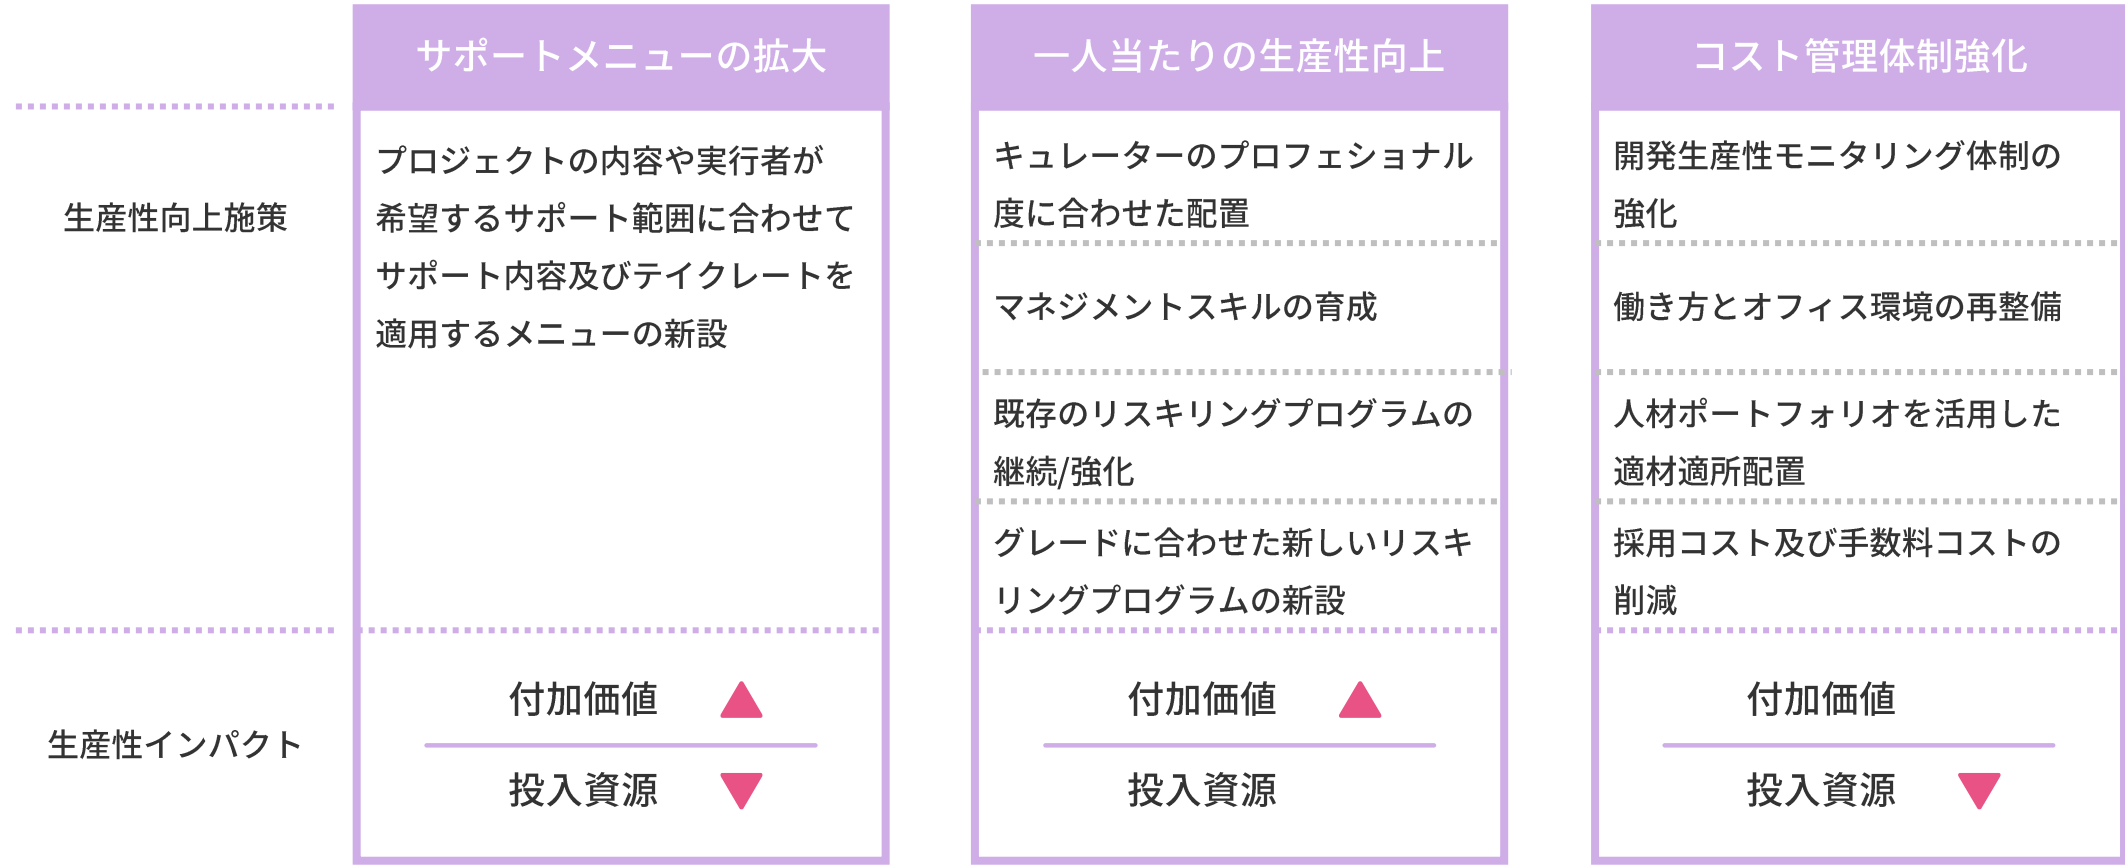 サポートメニューの拡大
一人当たりの生産性向上
コスト管理体制強化
生産性向上施策
プロジェクトの内容や実行者が
希望するサポート範囲に合わせて
サポート内容及びテイクレートを
適用するメニューの新設
キュレーターのプロフェショナル
度に合わせた配置
マネジメントスキルの育成
既存のリスキリングプログラムの
継続/強化
グレードに合わせた新しいリスキ
リングプログラムの新設
開発生産性モニタリング体制の
強化
働き方とオフィス環境の再整備
人材ポートフォリオを活用した
適材適所配置
採用コスト及び手数料コストの
削減
生産性インパクト
付加価値 ▲
投入資源 ▼
付加価値 ▲
投入資源
付加価値
投入資源 ▼